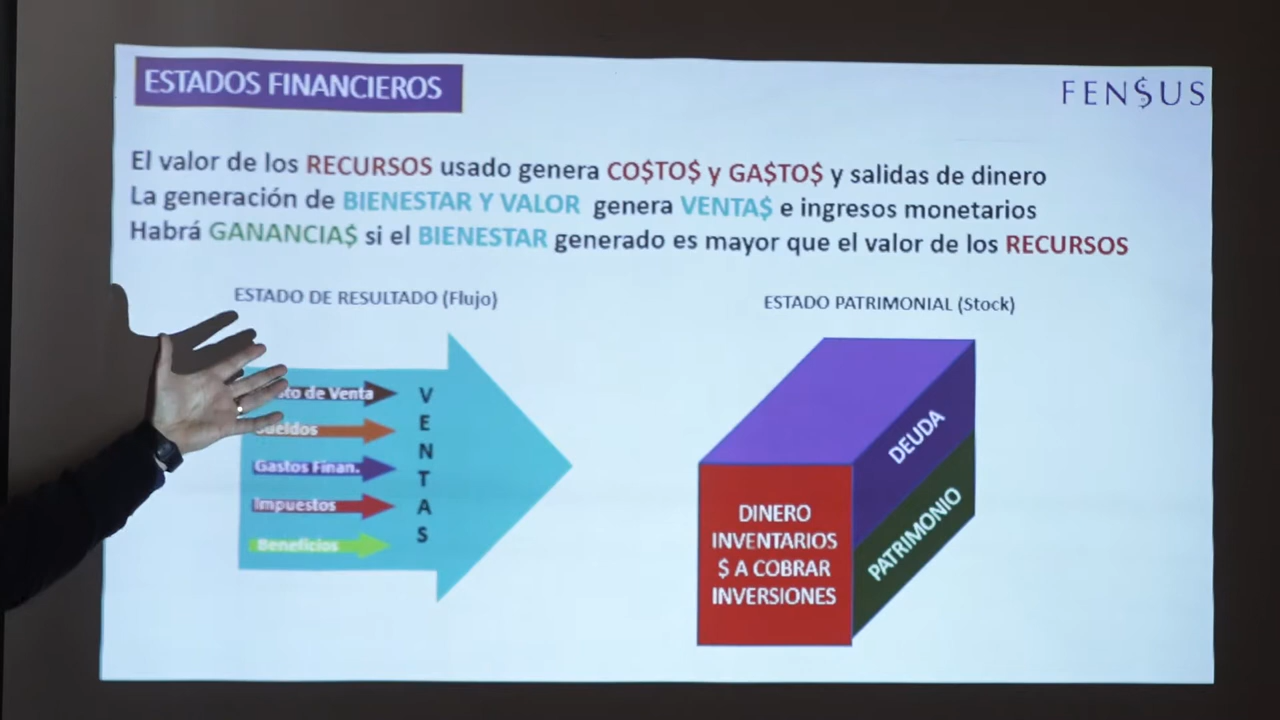 ESTADOS FINANCIEROS
FEN$US
El valor de los RECURSOS usado genera CO$TO$ y GA$TO$ y salidas de dinero
La generación de BIENESTAR Y VALOR genera VENTA$ e ingresos monetarios
Habrá GANANCIA$ si el BIENESTAR generado es mayor que el valor de los RECURSOS
ESTADO DE RESULTADO (Flujo)
de Venta
Gastos Finan.
Impuestos
Beneficios
VENTAS
ESTADO PATRIMONIAL (Stock)
DINERO
INVENTARIOS
$ A COBRAR
INVERSIONES
DEUDA
PATRIMONIO